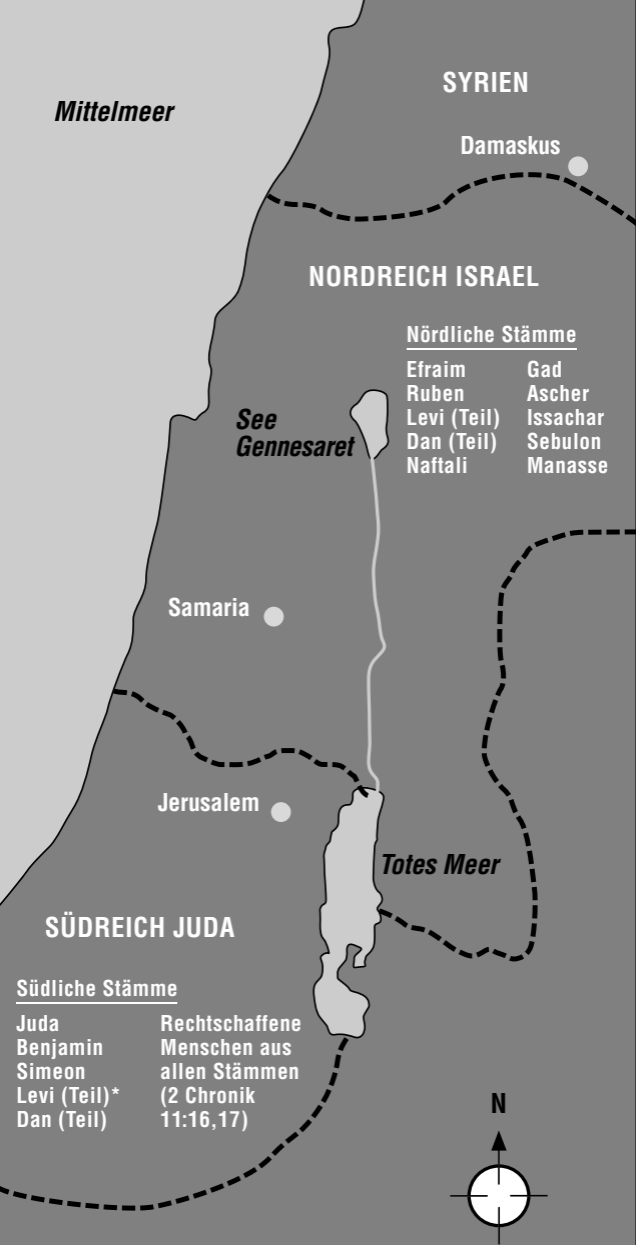 SYRIEN
Mittelmeer
Damaskus
NORDREICH ISRAEL
Nördliche Stämme
Efraim
Ruben
Levi (Teil)
Dan (Teil)
Naftali
Gad
Ascher
Issachar
Sebulon
Manasse
See
Gennesaret
Samaria
Jerusalem
Totes Meer
SÜDREICH JUDA
Südliche Stämme
Juda
Benjamin
Simeon
Levi (Teil)*
Dan (Teil)
Rechtschaffene
Menschen aus
allen Stämmen
(2 Chronik
11:16,17)
N